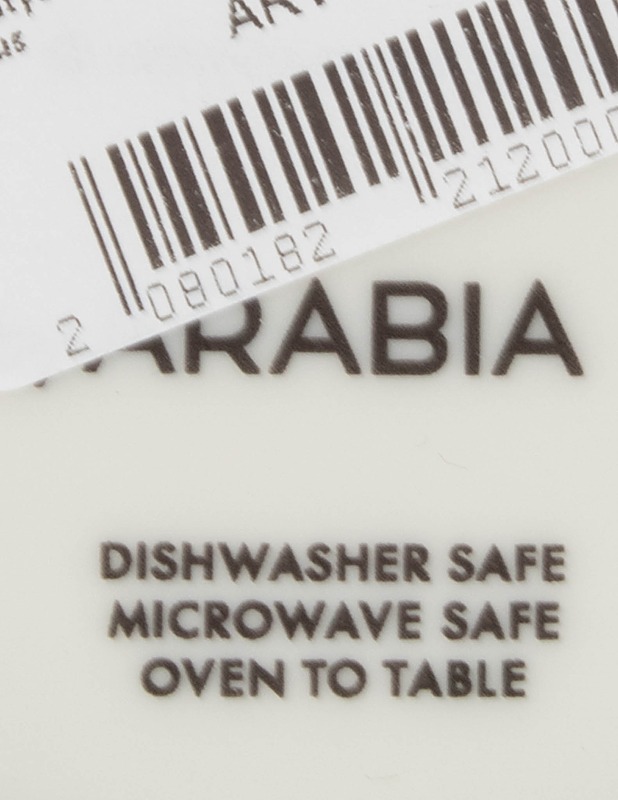 2 080182 212000
ARABIA
DISHWASHER SAFE
MICROWAVE SAFE
OVEN TO TABLE